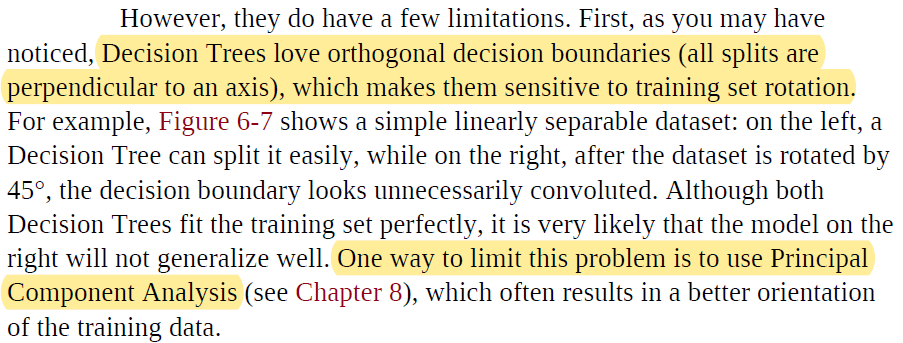 However, they do have a few limitations. First, as you may have
noticed, Decision Trees love orthogonal decision boundaries (all splits are
perpendicular to an axis), which makes them sensitive to training set rotation.
For example, Figure 6-7 shows a simple linearly separable dataset: on the left, a
Decision Tree can split it easily, while on the right, after the dataset is rotated by
45°, the decision boundary looks unnecessarily convoluted. Although both
Decision Trees fit the training set perfectly, it is very likely that the model on the
right will not generalize well. One way to limit this problem is to use Principal
Component Analysis (see Chapter 8), which often results in a better orientation
of the training data.